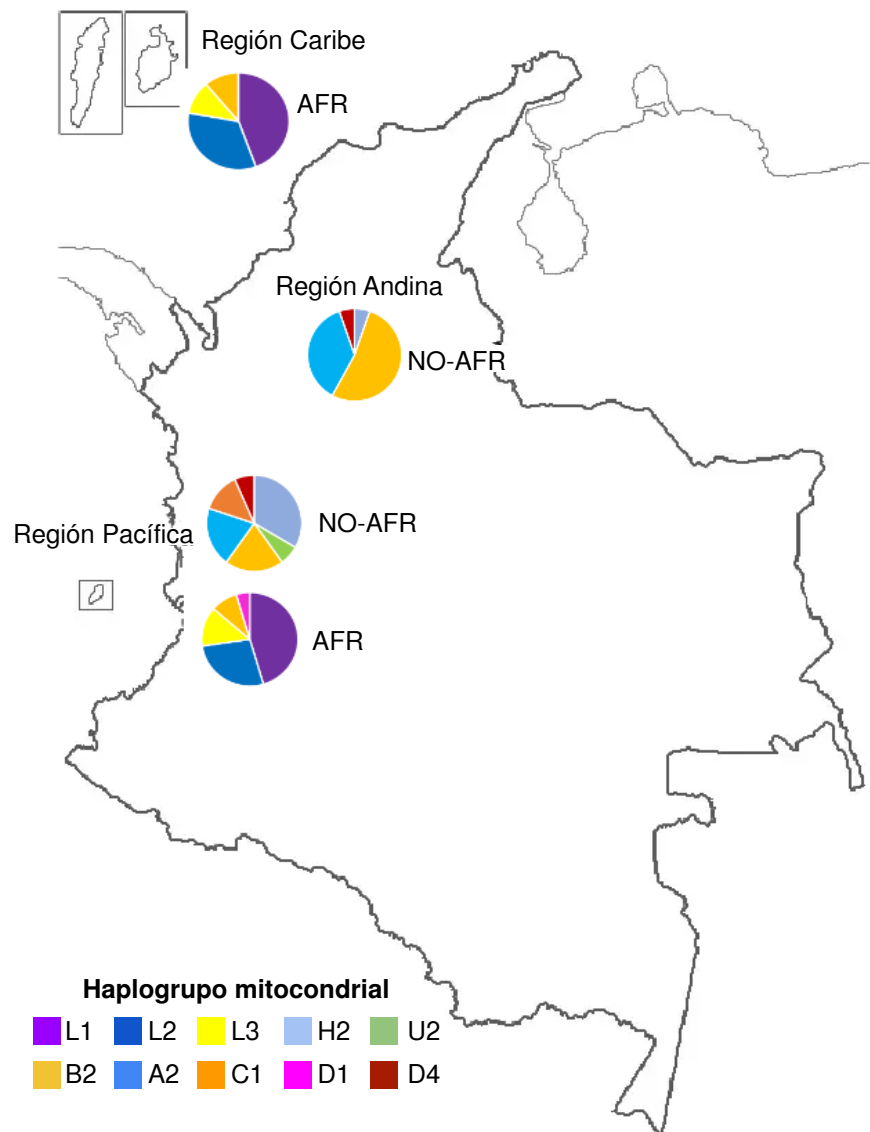 Región Caribe
AFR
Región Andina
NO-AFR
NO-AFR
Región Pacífica
AFR
Haplogrupo mitocondrial
L1 L2 L3 H2 U2
B2 A2 C1 D1 D4